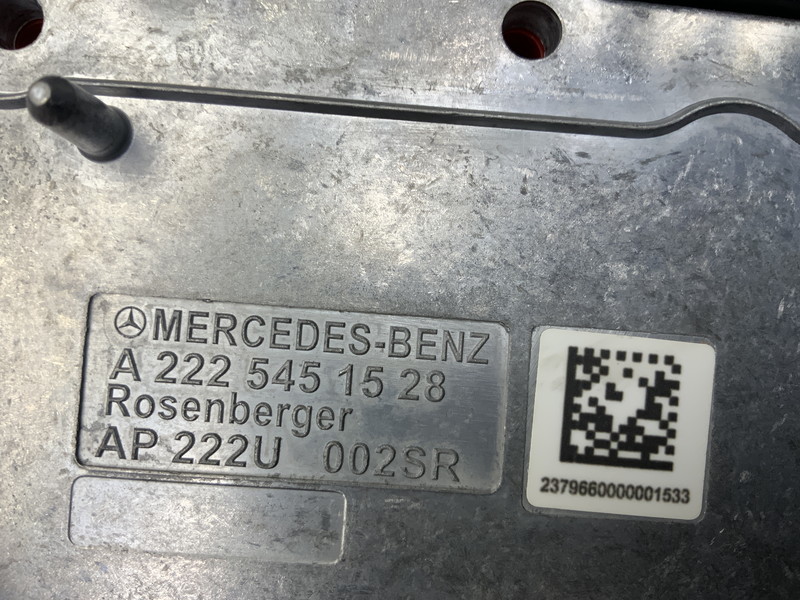 MERCEDES-BENZ
A 222 545 15 28
Rosenberger
AP 222U 002SR
2379660000001533